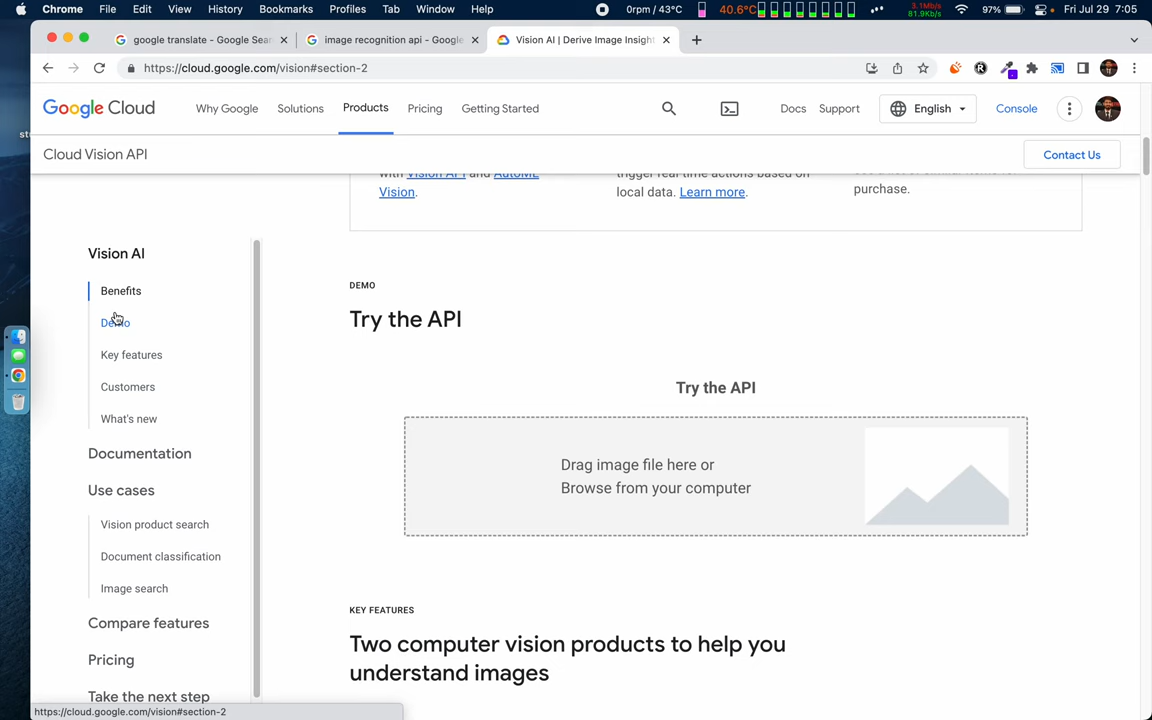 Chrome File Edit View History Bookmarks Profiles Tab Window Help 0rpm / 43°C 40.6°C 3.1Mb/s 81.9Kb/s 97% Fri Jul 29 7:05
google translate - Google Sear image recognition api - Google Vision AI | Derive Image Insight
https://cloud.google.com/vision#section-2
Google Cloud Why Google Solutions Products Pricing Getting Started Docs Support English Console
Cloud Vision API Contact Us
with Vision API and AutoML
Vision.
trigger real time actions based on
local data. Learn more.
purchase.
Vision AI
Benefits
Demo
Key features
Customers
What's new
Documentation
Use cases
Vision product search
Document classification
Image search
Compare features
Pricing
Take the next step
DEMO
Try the API
Try the API
Drag image file here or
Browse from your computer
KEY FEATURES
Two computer vision products to help you
understand images
https://cloud.google.com/vision#section-2